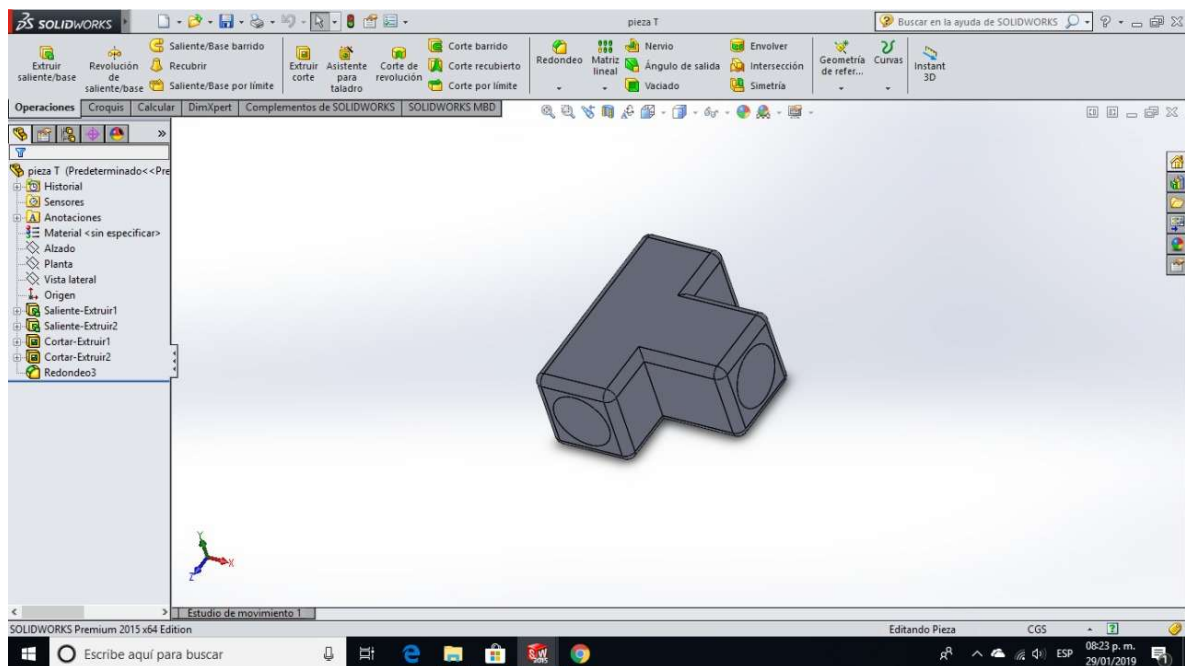 SOLIDWORKS
pieza T
Buscar en la ayuda de SOLIDWORKS
Extruir saliente/base
Revolución de saliente/base
Saliente/Base barrido
Recubrir
Saliente/Base por límite
Extruir corte
Asistente para taladro
Corte de revolución
Corte barrido
Corte recubierto
Corte por límite
Redondeo
Matriz lineal
Nervio
Ángulo de salida
Vaciado
Envolver
Intersección
Simetría
Geometría de refer...
Curvas
Instant 3D
Operaciones
Croquis
Calcular
DimXpert
Complementos de SOLIDWORKS
SOLIDWORKS MBD
pieza T (Predeterminado<<Pre
Historial
Sensores
Anotaciones
Material <sin especificar>
Alzado
Planta
Vista lateral
Origen
Saliente-Extruir1
Saliente-Extruir2
Cortar-Extruir1
Cortar-Extruir2
Redondeo3
Y
X
Z
Estudio de movimiento 1
SOLIDWORKS Premium 2015 x64 Edition
Editando Pieza
CGS
Escribe aquí para buscar
ESP
08:23 p. m.
29/01/2019